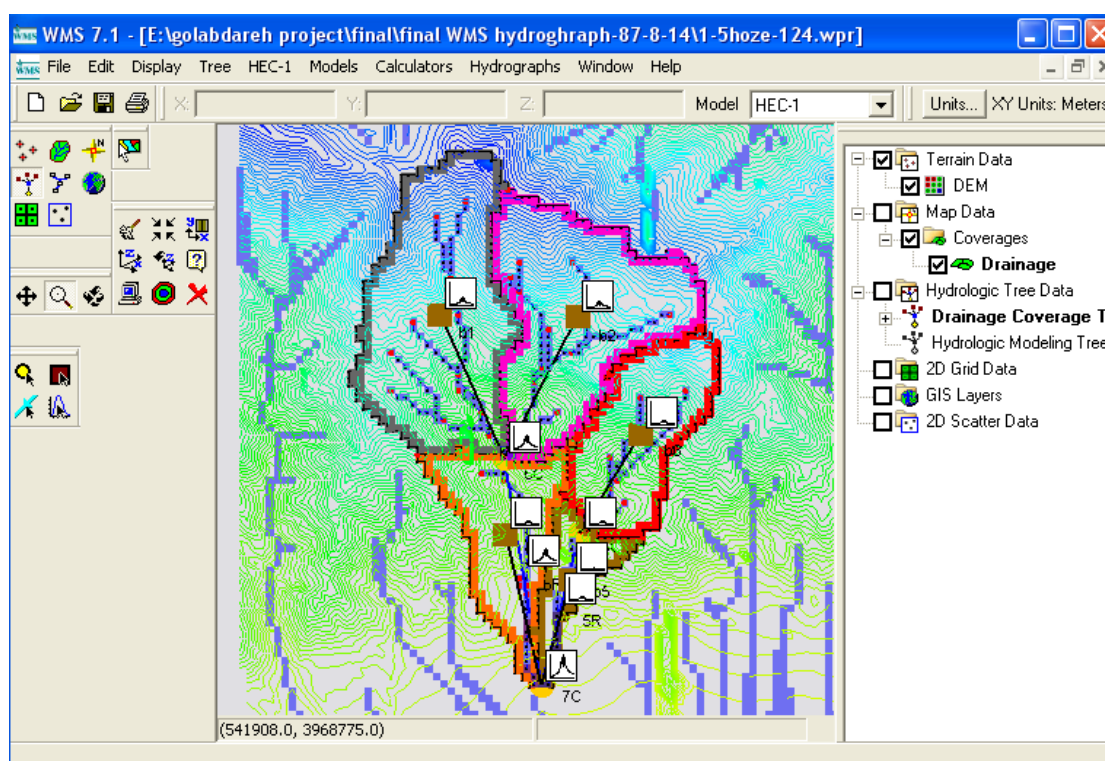 WMS 7.1 - [E:\golabdareh project\final\final WMS hydroghraph-87-8-14\1-5hoze-124.wpr]
WMS File Edit Display Tree HEC-1 Models Calculators Hydrographs Window Help
X: Y: Z: Model HEC-1 Units... XY Units: Meters
Terrain Data
DEM
Map Data
Coverages
Drainage
Hydrologic Tree Data
Drainage Coverage T
Hydrologic Modeling Tree
2D Grid Data
GIS Layers
2D Scatter Data
b1
b2
6C
5R
7C
(541908.0, 3968775.0)